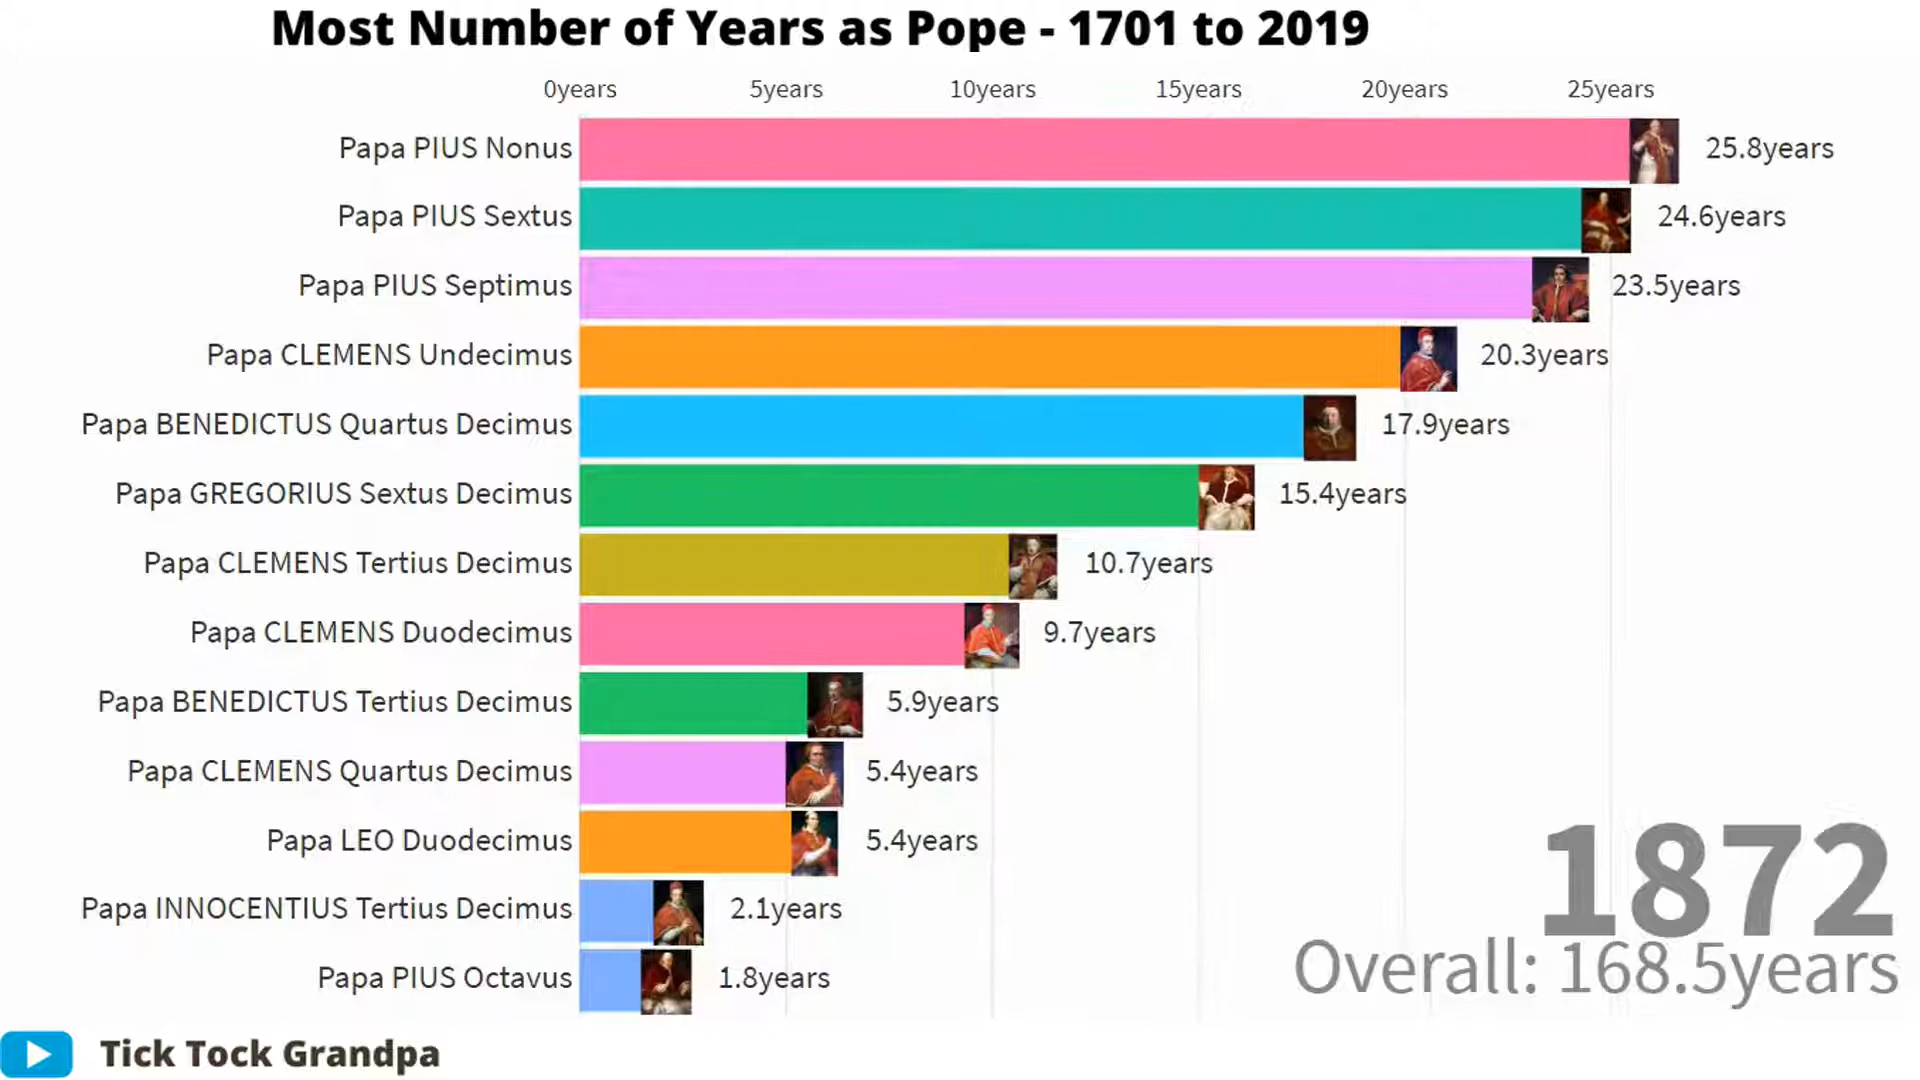 Most Number of Years as Pope - 1701 to 2019
0years 5years 10years 15years 20years 25years
Papa PIUS Nonus 25.8years
Papa PIUS Sextus 24.6years
Papa PIUS Septimus 23.5years
Papa CLEMENS Undecimus 20.3years
Papa BENEDICTUS Quartus Decimus 17.9years
Papa GREGORIUS Sextus Decimus 15.4years
Papa CLEMENS Tertius Decimus 10.7years
Papa CLEMENS Duodecimus 9.7years
Papa BENEDICTUS Tertius Decimus 5.9years
Papa CLEMENS Quartus Decimus 5.4years
Papa LEO Duodecimus 5.4years
Papa INNOCENTIUS Tertius Decimus 2.1years
Papa PIUS Octavus 1.8years
1872
Overall: 168.5years
Tick Tock Grandpa